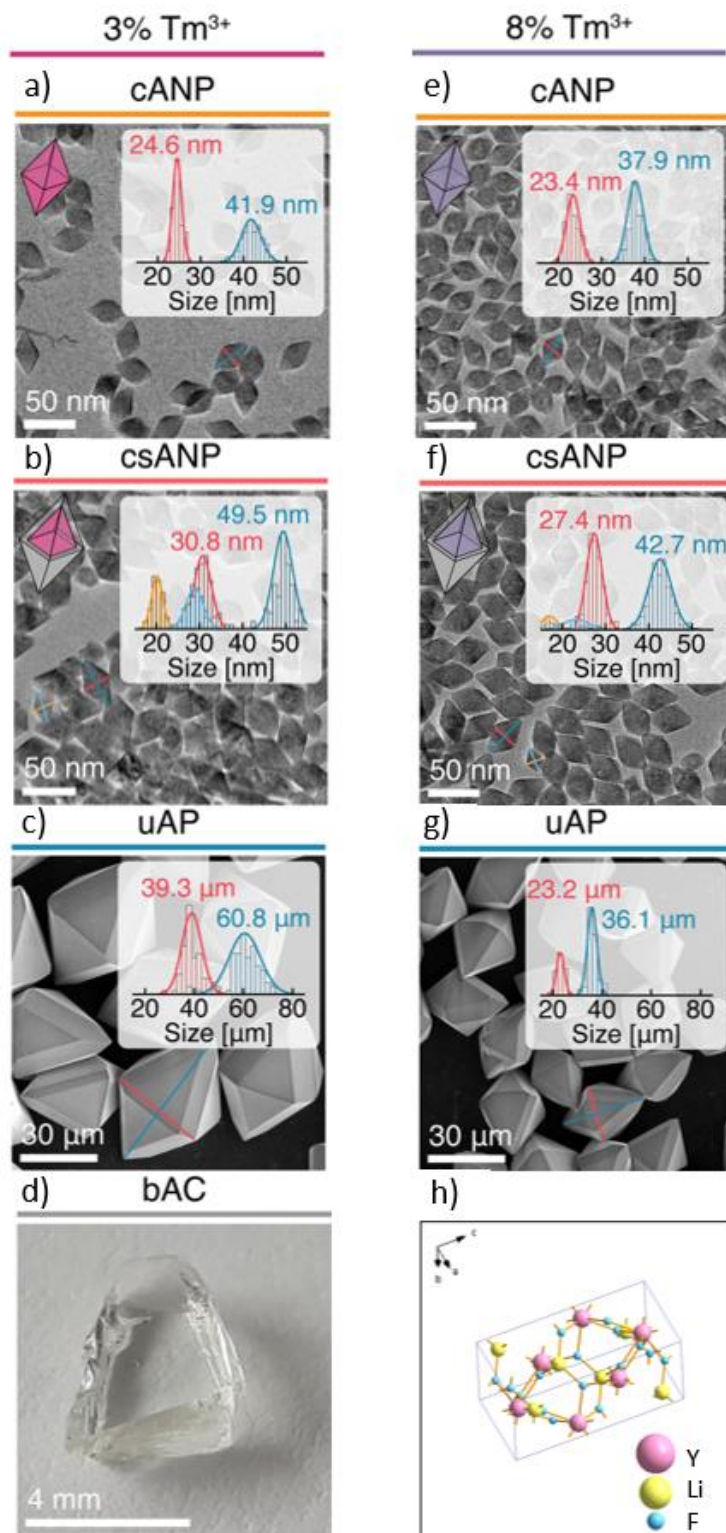 3% Tm³⁺
a)
cANP
24.6 nm
41.9 nm
20 30 40 50
Size [nm]
50 nm
b)
csANP
49.5 nm
30.8 nm
20 30 40 50
Size [nm]
50 nm
c)
uAP
39.3 µm
60.8 µm
20 40 60 80
Size [µm]
30 µm
d)
bAC
4 mm
8% Tm³⁺
e)
cANP
37.9 nm
23.4 nm
20 30 40 50
Size [nm]
50 nm
f)
csANP
27.4 nm
42.7 nm
20 30 40 50
Size [nm]
50 nm
g)
uAP
23.2 µm
36.1 µm
20 40 60 80
Size [µm]
30 µm
h)
c
a
b
Y
Li
F